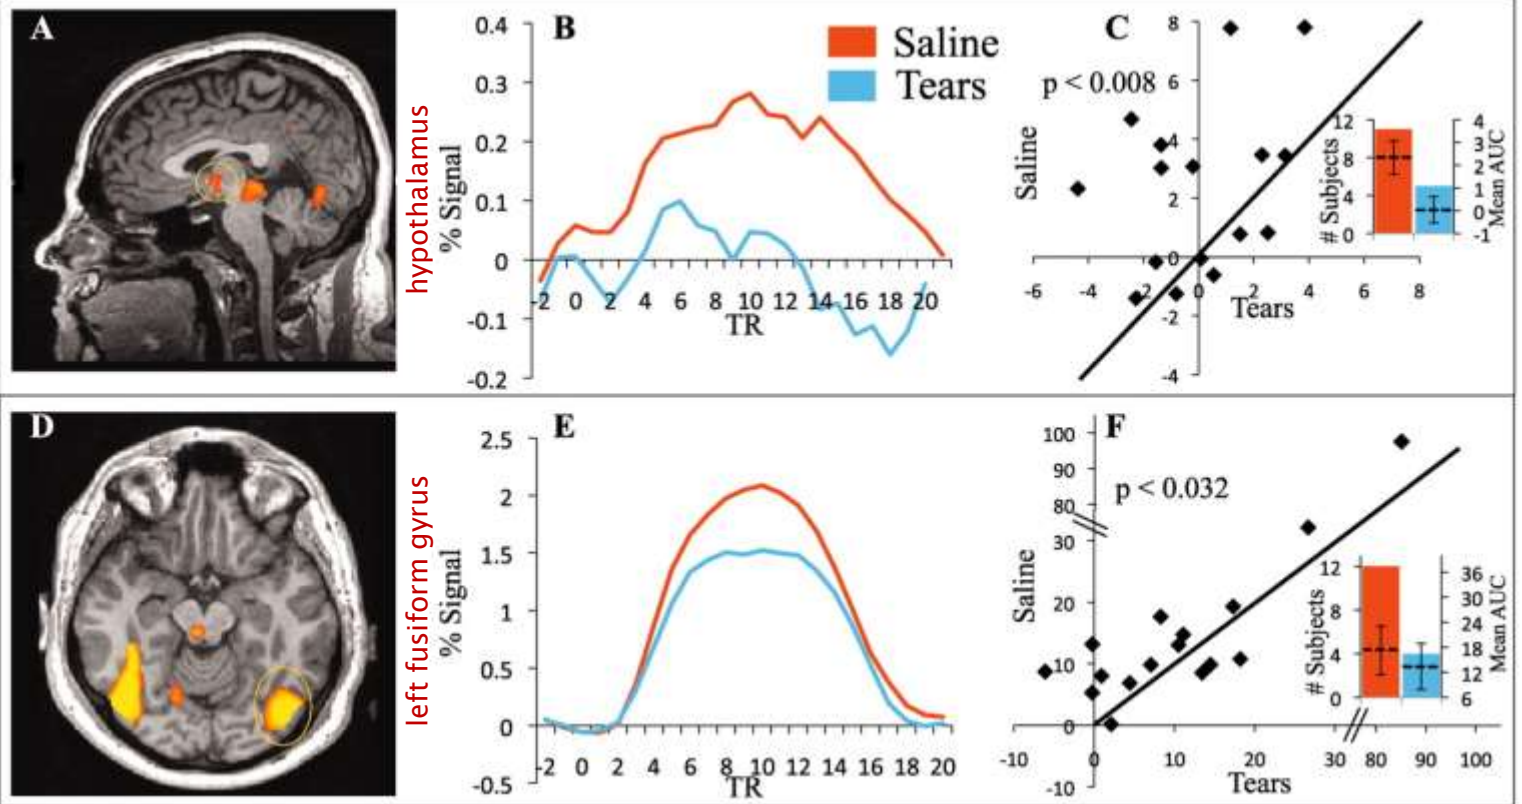 A
hypothalamus
B
Saline
Tears
0.4
0.3
0.2
0.1
0
-0.1
-0.2
% Signal
-2 0 2 4 6 8 10 12 14 16 18 20
TR
C
p < 0.008
8
6
4
2
0
-2
-4
Saline
-6 -4 -2 0 2 4 6 8
Tears
12
8
4
0
# Subjects
4
3
2
1
0
-1
Mean AUC
D
left fusiform gyrus
E
2.5
2
1.5
1
0.5
0
-0.5
% Signal
-2 0 2 4 6 8 10 12 14 16 18 20
TR
F
p < 0.032
100
90
80
30
20
10
0
-10
Saline
-10 0 10 20 30 80 90 100
Tears
12
8
4
0
# Subjects
36
30
24
18
12
6
Mean AUC